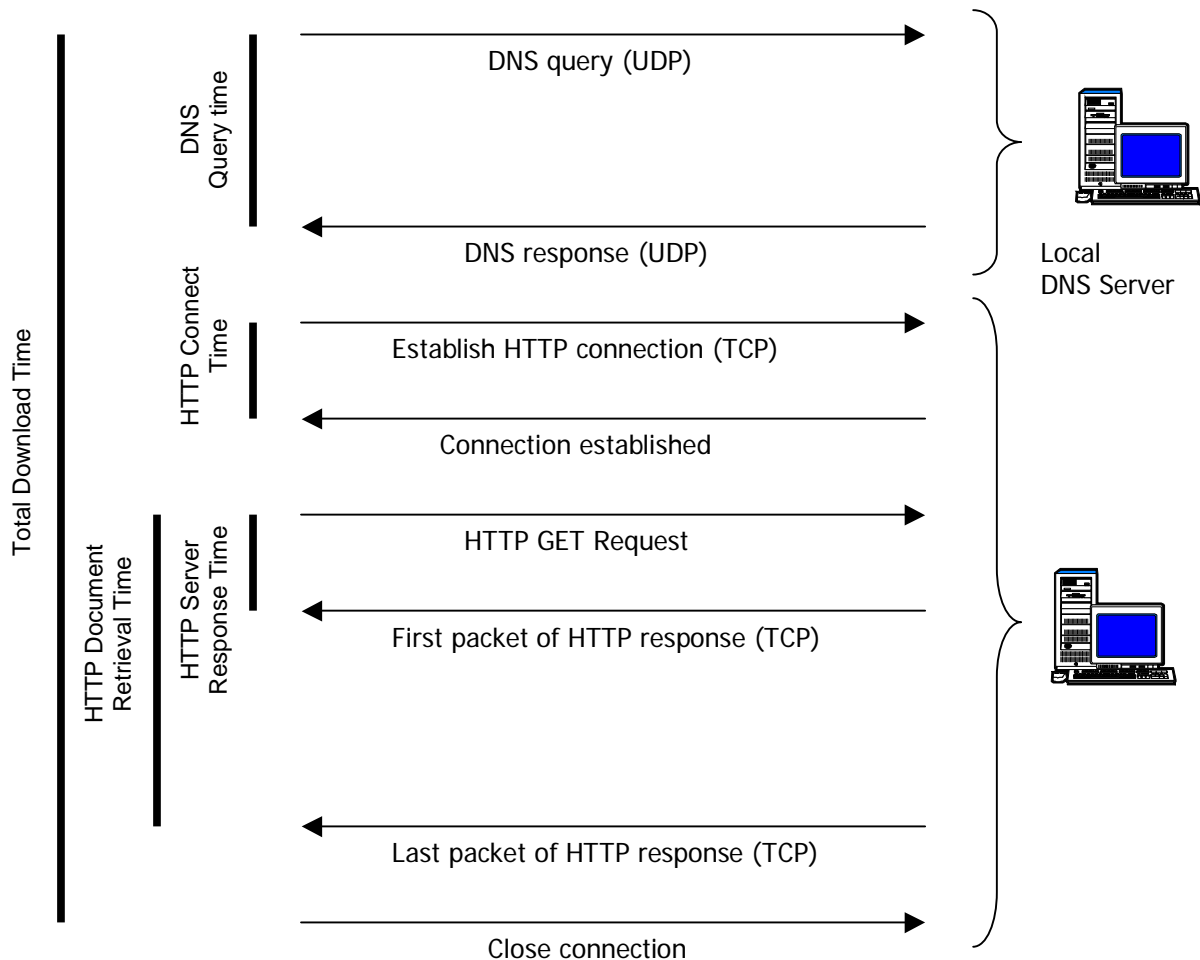 DNS query (UDP)
DNS
Query time
DNS response (UDP)
Local
DNS Server
HTTP Connect
Time
Establish HTTP connection (TCP)
Connection established
Total Download Time
HTTP Document
Retrieval Time
HTTP Server
Response Time
HTTP GET Request
First packet of HTTP response (TCP)
Last packet of HTTP response (TCP)
Close connection